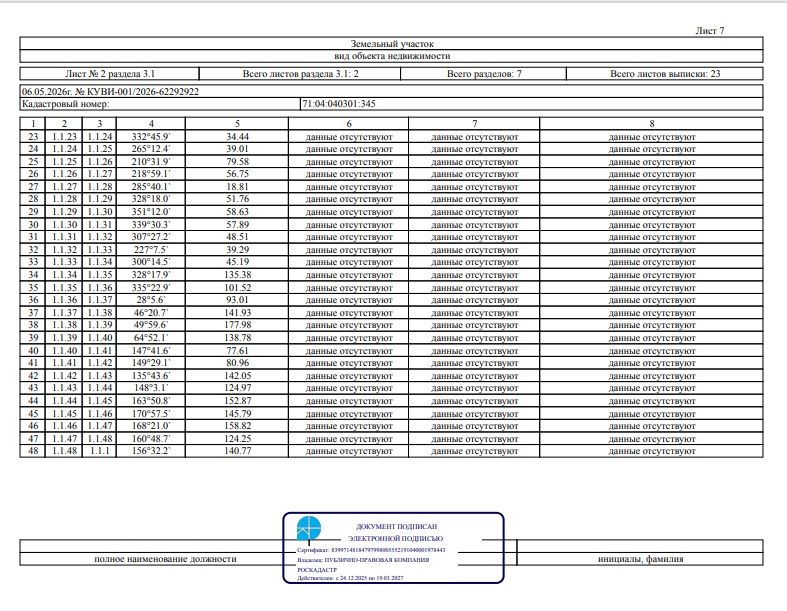 Лист 7
Земельный участок
вид объекта недвижимости
Лист № 2 раздела 3.1 Всего листов раздела 3.1: 2 Всего разделов: 7 Всего листов выписки: 23
06.05.2026г. № КУВИ-001/2026-62292922
Кадастровый номер: 71:04:040301:345
1 2 3 4 5 6 7 8
23 1.1.23 1.1.24 332°45.9` 34.44 данные отсутствуют данные отсутствуют данные отсутствуют
24 1.1.24 1.1.25 265°12.4` 39.01 данные отсутствуют данные отсутствуют данные отсутствуют
25 1.1.25 1.1.26 210°31.9` 79.58 данные отсутствуют данные отсутствуют данные отсутствуют
26 1.1.26 1.1.27 218°59.1` 56.75 данные отсутствуют данные отсутствуют данные отсутствуют
27 1.1.27 1.1.28 285°40.1` 18.81 данные отсутствуют данные отсутствуют данные отсутствуют
28 1.1.28 1.1.29 328°18.0` 51.76 данные отсутствуют данные отсутствуют данные отсутствуют
29 1.1.29 1.1.30 351°12.0` 58.63 данные отсутствуют данные отсутствуют данные отсутствуют
30 1.1.30 1.1.31 339°30.3` 57.89 данные отсутствуют данные отсутствуют данные отсутствуют
31 1.1.31 1.1.32 307°27.2` 48.51 данные отсутствуют данные отсутствуют данные отсутствуют
32 1.1.32 1.1.33 227°7.5` 39.29 данные отсутствуют данные отсутствуют данные отсутствуют
33 1.1.33 1.1.34 300°14.5` 45.19 данные отсутствуют данные отсутствуют данные отсутствуют
34 1.1.34 1.1.35 328°17.9` 135.38 данные отсутствуют данные отсутствуют данные отсутствуют
35 1.1.35 1.1.36 335°22.9` 101.52 данные отсутствуют данные отсутствуют данные отсутствуют
36 1.1.36 1.1.37 28°5.6` 93.01 данные отсутствуют данные отсутствуют данные отсутствуют
37 1.1.37 1.1.38 46°20.7` 141.93 данные отсутствуют данные отсутствуют данные отсутствуют
38 1.1.38 1.1.39 49°59.6` 177.98 данные отсутствуют данные отсутствуют данные отсутствуют
39 1.1.39 1.1.40 64°52.1` 138.78 данные отсутствуют данные отсутствуют данные отсутствуют
40 1.1.40 1.1.41 147°41.6` 77.61 данные отсутствуют данные отсутствуют данные отсутствуют
41 1.1.41 1.1.42 149°29.1` 80.96 данные отсутствуют данные отсутствуют данные отсутствуют
42 1.1.42 1.1.43 135°43.6` 142.05 данные отсутствуют данные отсутствуют данные отсутствуют
43 1.1.43 1.1.44 148°3.1` 124.97 данные отсутствуют данные отсутствуют данные отсутствуют
44 1.1.44 1.1.45 163°50.8` 152.87 данные отсутствуют данные отсутствуют данные отсутствуют
45 1.1.45 1.1.46 170°57.5` 145.79 данные отсутствуют данные отсутствуют данные отсутствуют
46 1.1.46 1.1.47 168°21.0` 158.82 данные отсутствуют данные отсутствуют данные отсутствуют
47 1.1.47 1.1.48 160°48.7` 124.25 данные отсутствуют данные отсутствуют данные отсутствуют
48 1.1.48 1.1.1 156°32.2` 140.77 данные отсутствуют данные отсутствуют данные отсутствуют
ДОКУМЕНТ ПОДПИСАН
ЭЛЕКТРОННОЙ ПОДПИСЬЮ
Сертификат:
Владелец: ПУБЛИЧНО-ПРАВОВАЯ КОМПАНИЯ
РОСКАДАСТР
Действителен: с 24.12.2025 по 19.03.2027
полное наименование должности инициалы, фамилия